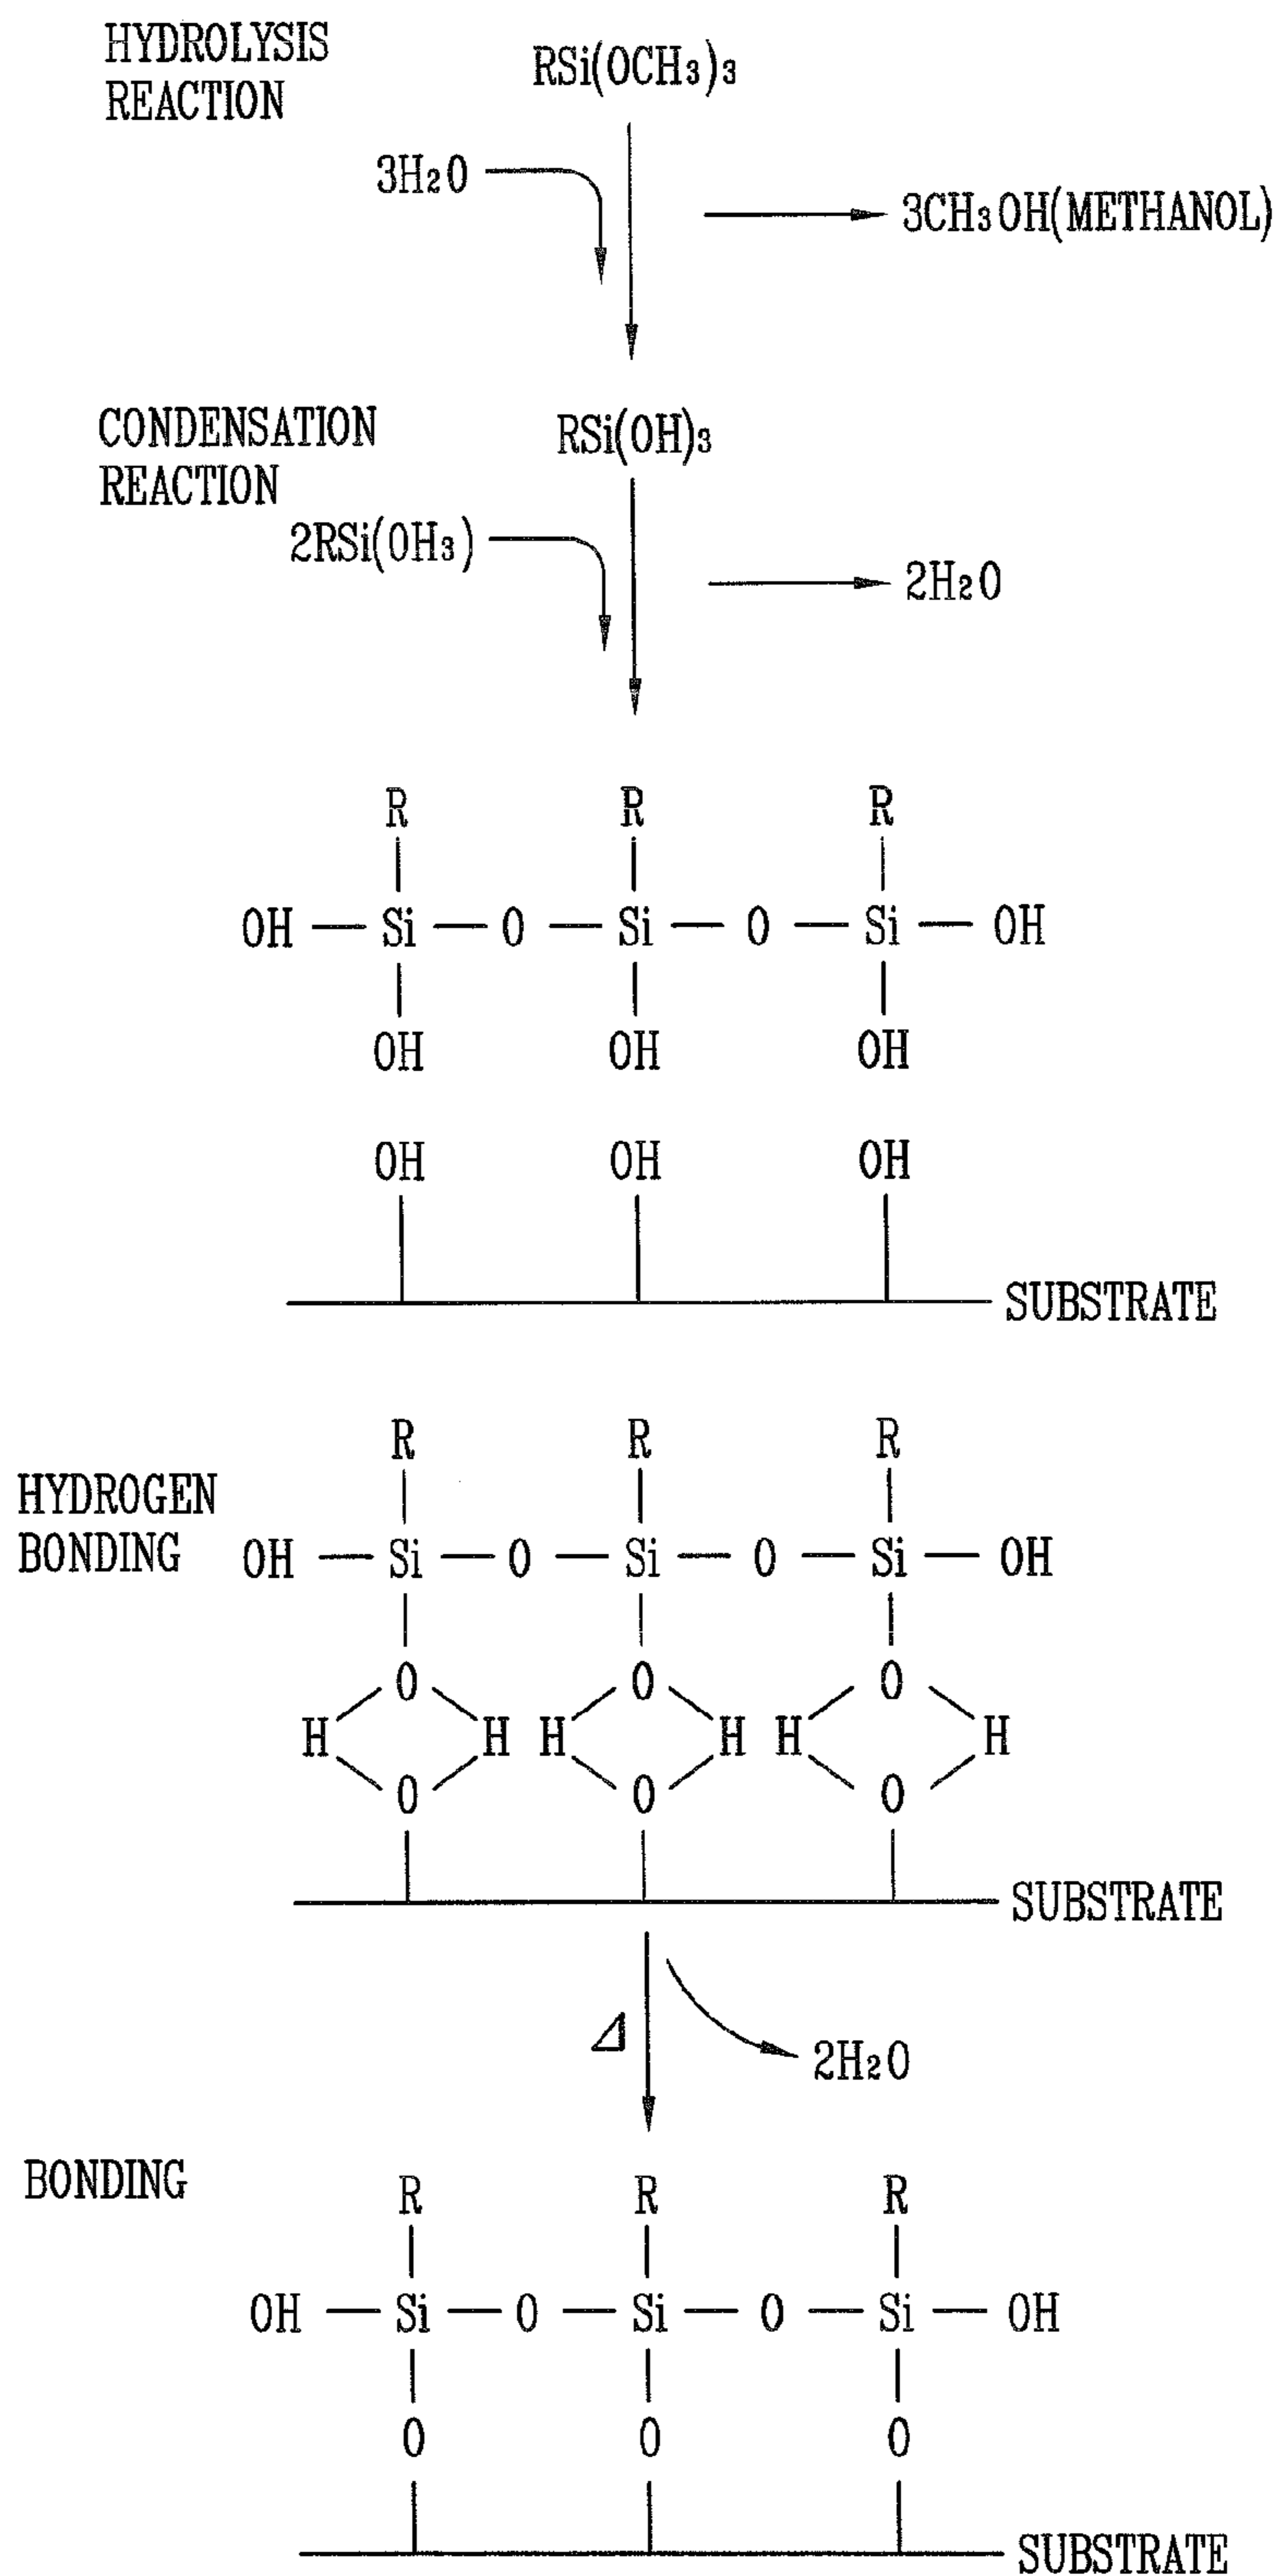 HYDROLYSIS
REACTION
RSi(OCH₃)₃
3H₂O
3CH₃OH(METHANOL)
CONDENSATION
REACTION
RSi(OH)₃
2RSi(OH₃)
2H₂O
R R R
OH — Si — O — Si — O — Si — OH
OH OH OH
OH OH OH
SUBSTRATE
HYDROGEN
BONDING
R R R
OH — Si — O — Si — O — Si — OH
O O O
H H H H H H
O O O
SUBSTRATE
Δ
2H₂O
BONDING
R R R
OH — Si — O — Si — O — Si — OH
O O O
SUBSTRATE